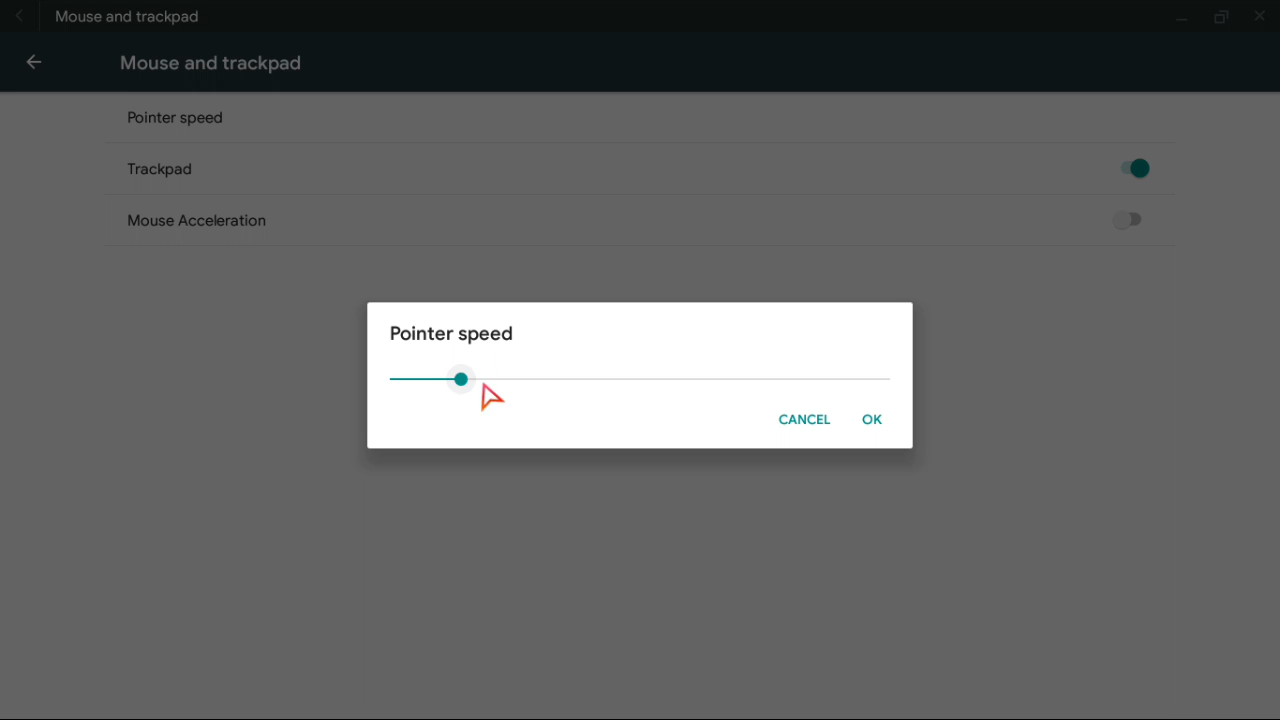 Mouse and trackpad
Mouse and trackpad
Pointer speed
Trackpad
Mouse Acceleration
Pointer speed
CANCEL OK